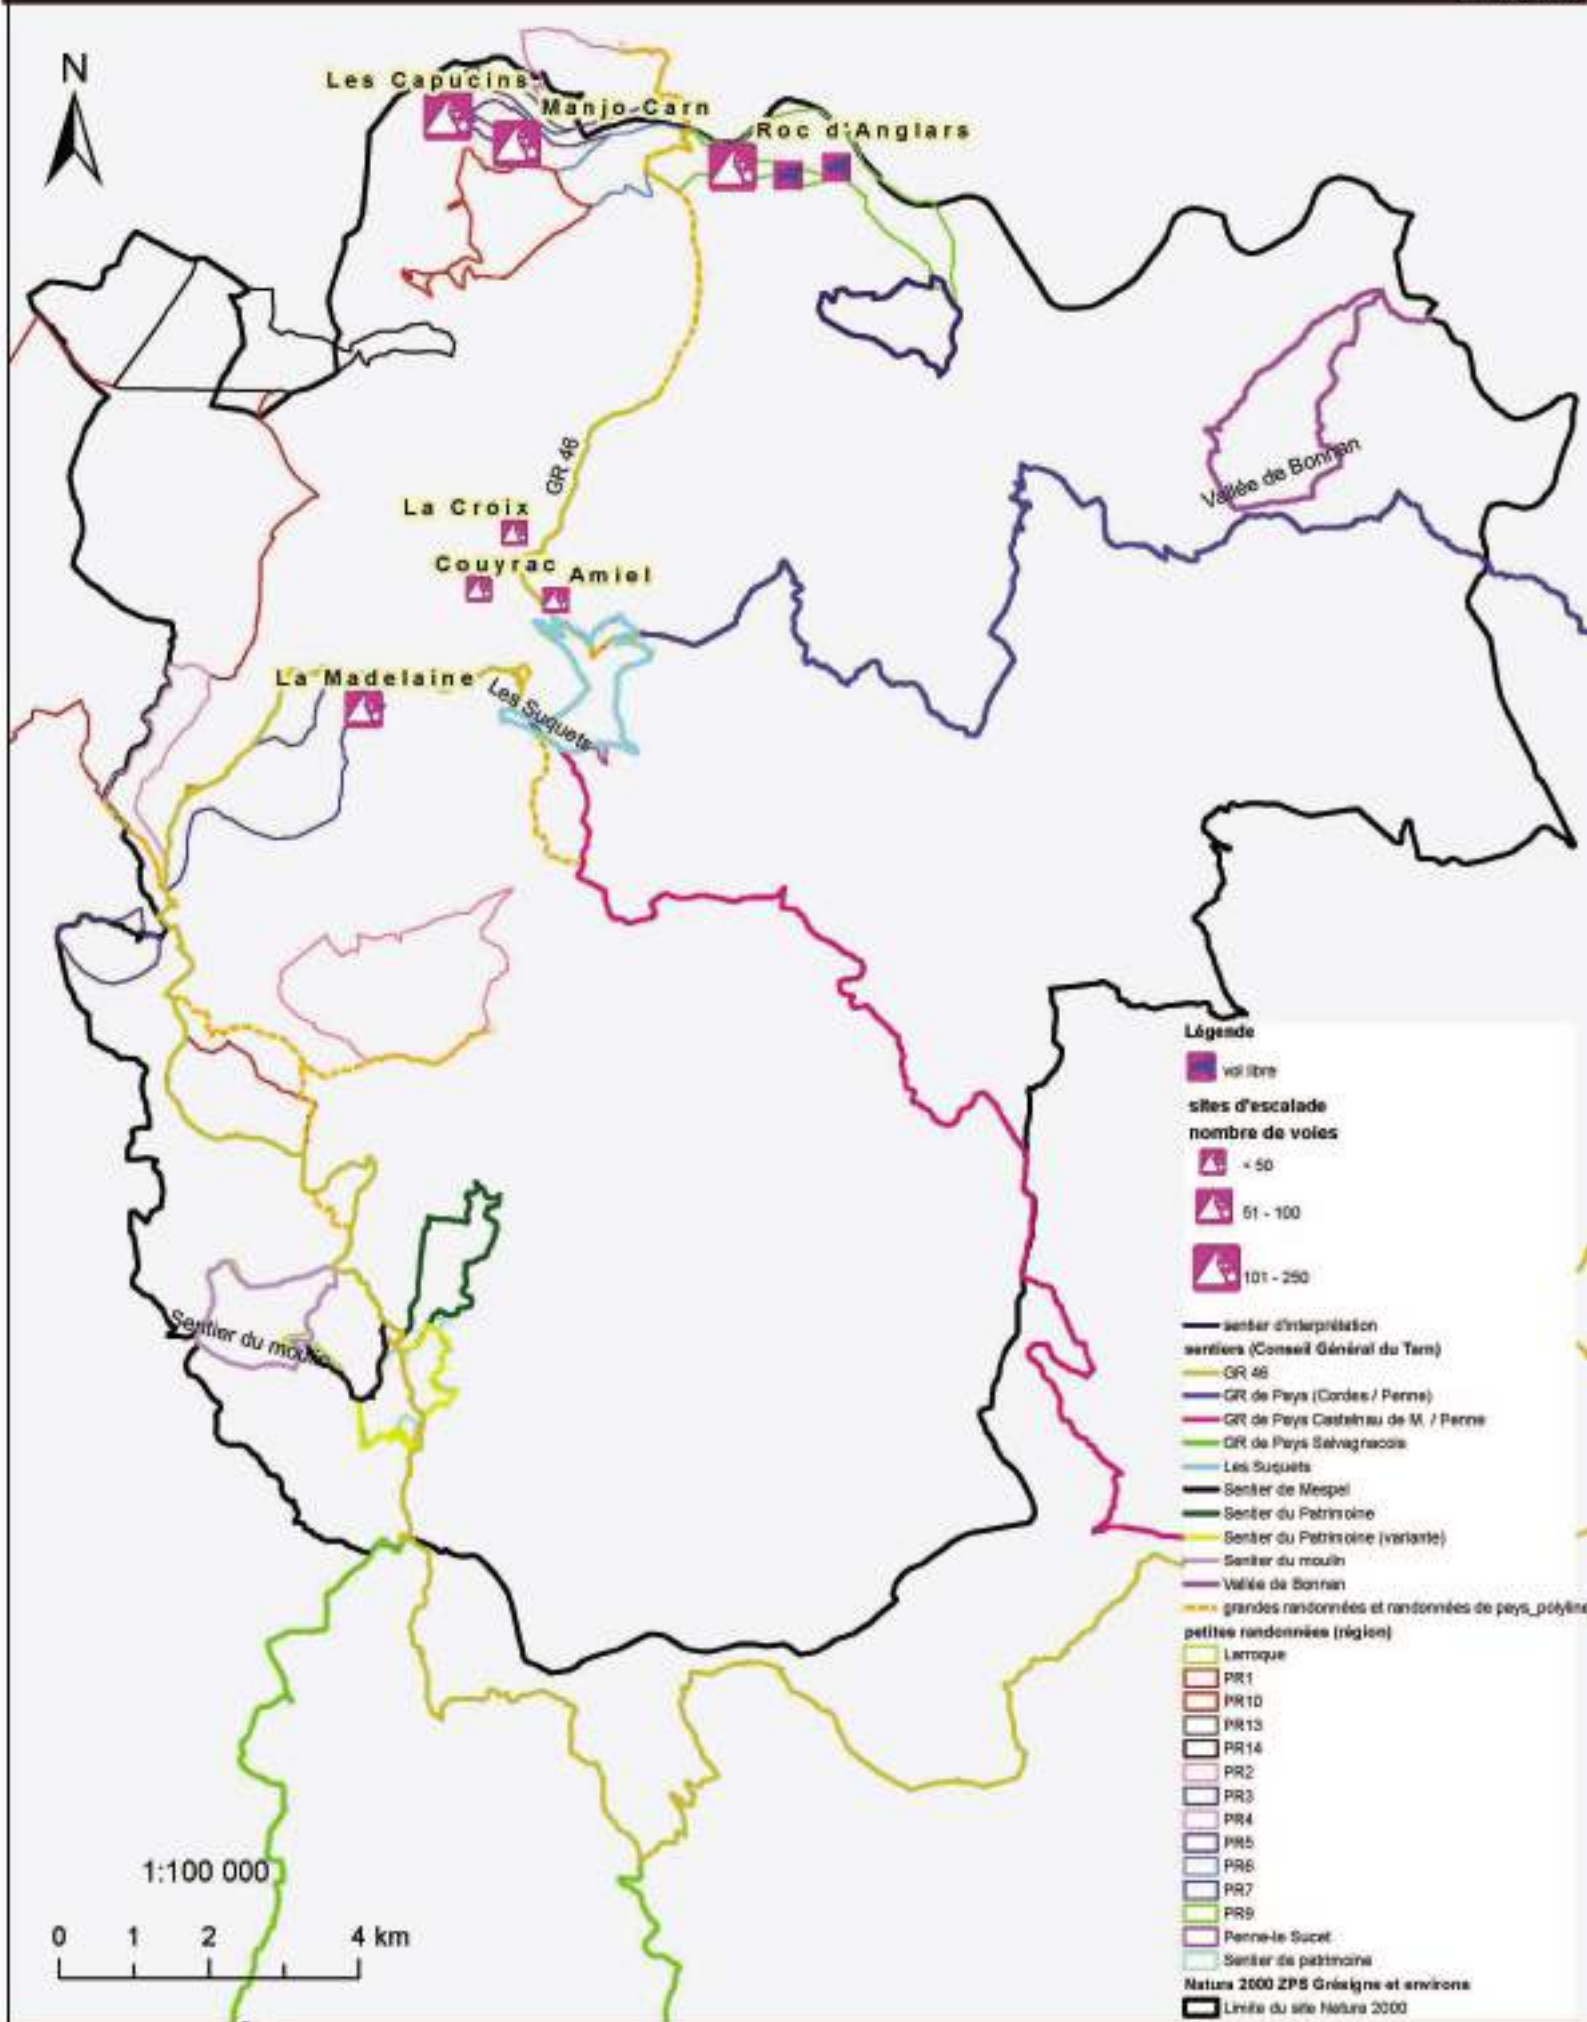 N
Les Capucins
Manjo-Carn
Roc d'Anglars
GR 46
Vallée de Bonnan
La Croix
Couyrac
Amiel
La Madelaine
Les Suquets
Sentier du moulin
1:100 000
0 1 2 4 km
Légende
vol libre
sites d'escalade
nombre de voies
< 50
51 - 100
101 - 250
sentier d'interprétation
sentiers (Conseil Général du Tarn)
GR 46
GR de Pays (Cordes / Penne)
GR de Pays Castelnau de M. / Penne
GR de Pays Salvagnacois
Les Suquets
Sentier de Mespel
Sentier du Patrimoine
Sentier du Patrimoine (variante)
Sentier du moulin
Vallée de Bonnan
grandes randonnées et randonnées de pays_polyline
petites randonnées (région)
Larroque
PR1
PR10
PR13
PR14
PR2
PR3
PR4
PR5
PR6
PR7
PR9
Penne-le Sucet
Sentier de patrimoine
Natura 2000 ZPS Grésigne et environs
Limite du site Natura 2000